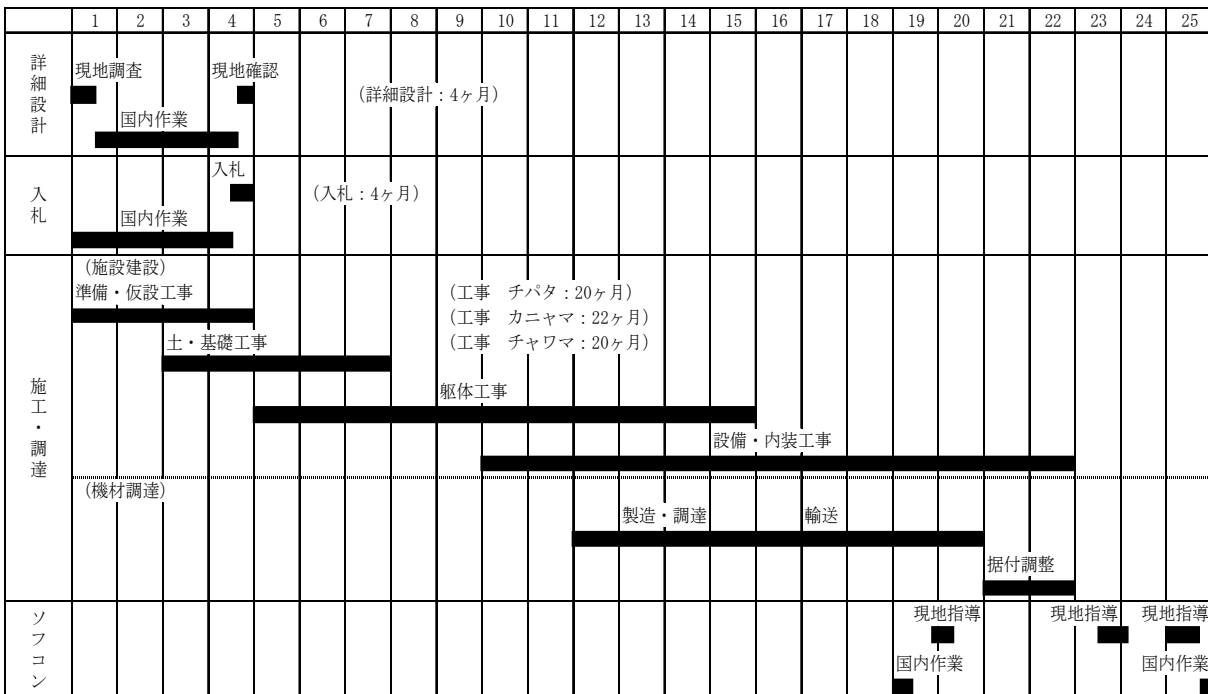 1 2 3 4 5 6 7 8 9 10 11 12 13 14 15 16 17 18 19 20 21 22 23 24 25
詳細設計
現地調査 現地確認
(詳細設計：4ヶ月)
国内作業
入札
入札
(入札：4ヶ月)
国内作業
施工・調達
(施設建設)
準備・仮設工事
(工事 チパタ：20ヶ月)
(工事 カニャマ：22ヶ月)
(工事 チャワマ：20ヶ月)
土・基礎工事
躯体工事
設備・内装工事
(機材調達)
製造・調達 輸送
据付調整
ソフコン
現地指導 現地指導 現地指導
国内作業 国内作業